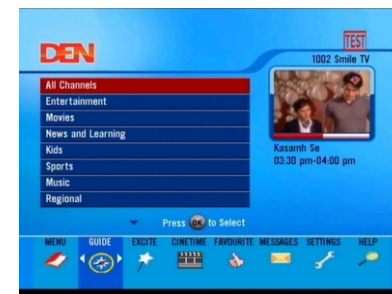 DEN
TEST
1002 Smile TV
All Channels
Entertainment
Movies
News and Learning
Kids
Sports
Music
Regional
Kasamh Se
03:30 pm-04:00 pm
Press OK to Select
MENU GUIDE EXCITE CINETIME FAVOURITE MESSAGES SETTINGS HELP